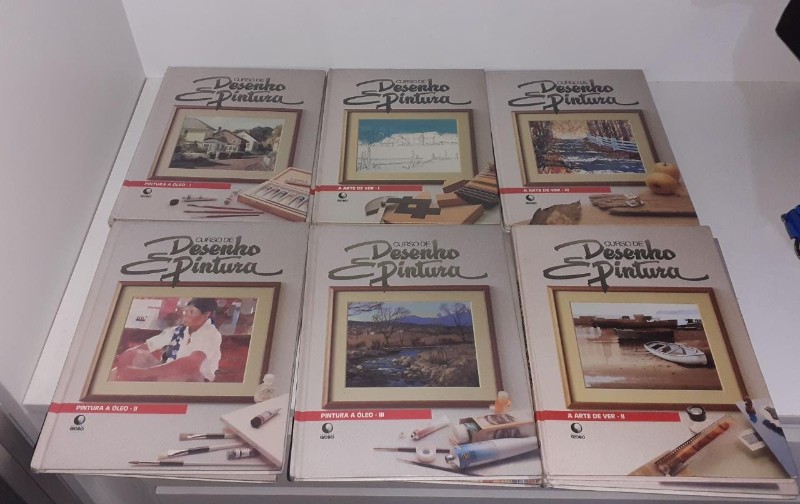 CURSO DE
Desenho
E Pintura
PINTURA A ÓLEO - I
GLOBO
CURSO DE
Desenho
E Pintura
A ARTE DE VER - I
GLOBO
CURSO DE
Desenho
E Pintura
A ARTE DE VER - III
GLOBO
CURSO DE
Desenho
E Pintura
PINTURA A ÓLEO - II
GLOBO
CURSO DE
Desenho
E Pintura
PINTURA A ÓLEO - III
GLOBO
CURSO DE
Desenho
E Pintura
A ARTE DE VER - II
GLOBO